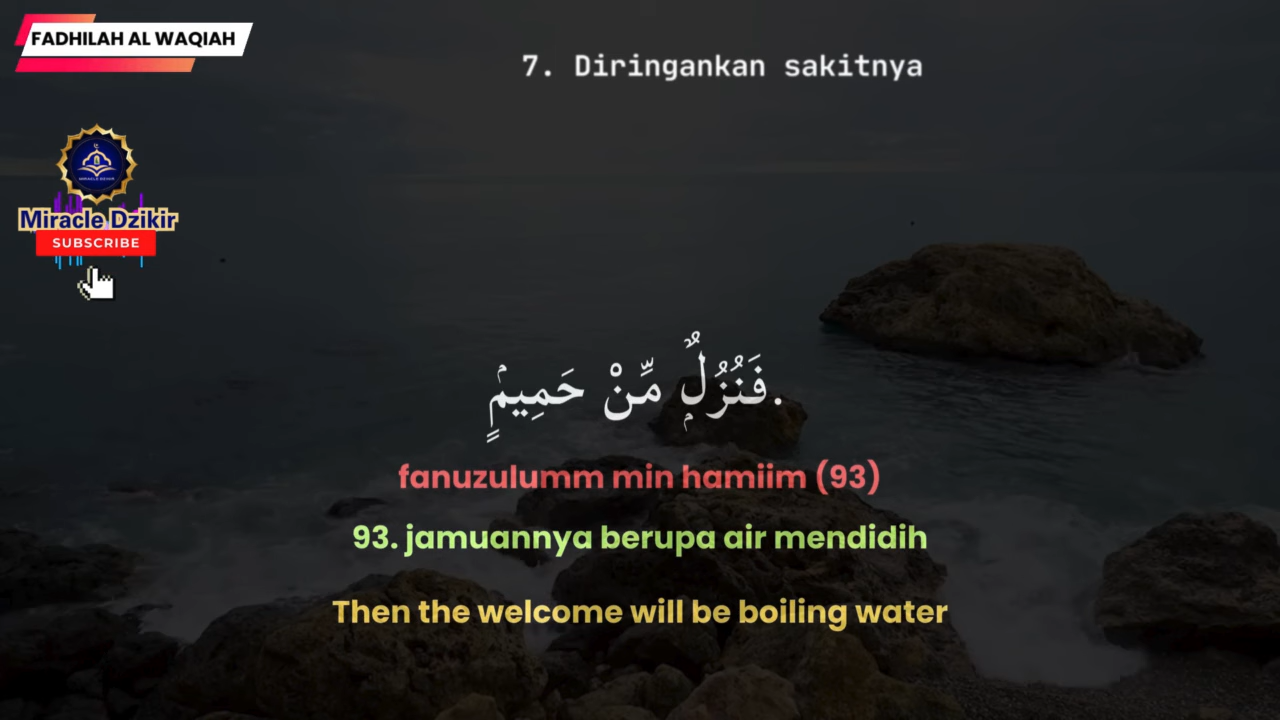 FADHILAH AL WAQIAH
7. Diringankan sakitnya
Miracle Dzikir
SUBSCRIBE
فَنُزُلٌۭ مِّنْ حَمِيمٍۢ.
fanuzulumm min hamiim (93)
93. jamuannya berupa air mendidih
Then the welcome will be boiling water